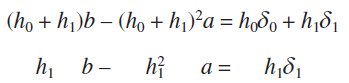 (h₀ + h₁)b – (h₀ + h₁)²a = h₀δ₀ + h₁δ₁
h₁ b – h₁² a = h₁δ₁